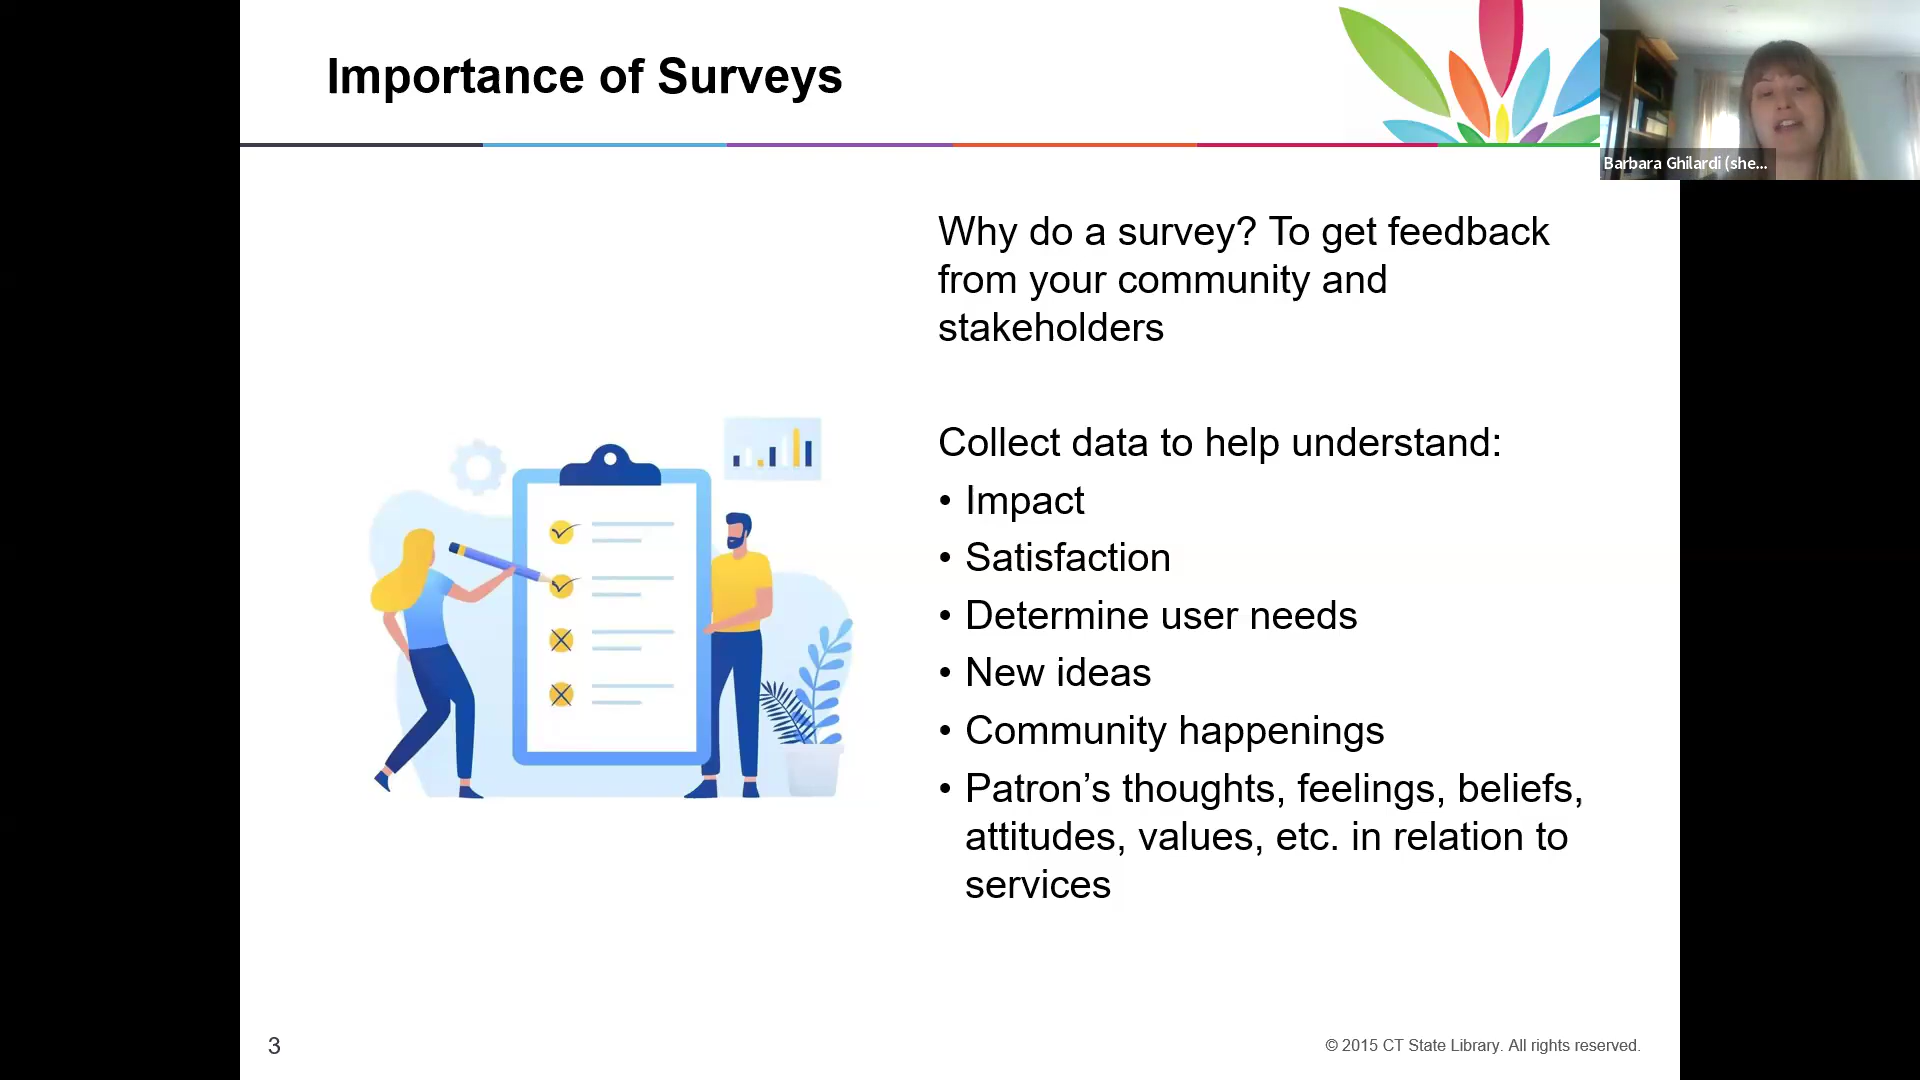 Importance of Surveys
Barbara Ghilardi (she...
Why do a survey? To get feedback
from your community and
stakeholders
Collect data to help understand:
• Impact
• Satisfaction
• Determine user needs
• New ideas
• Community happenings
• Patron’s thoughts, feelings, beliefs,
attitudes, values, etc. in relation to
services
3
© 2015 CT State Library. All rights reserved.